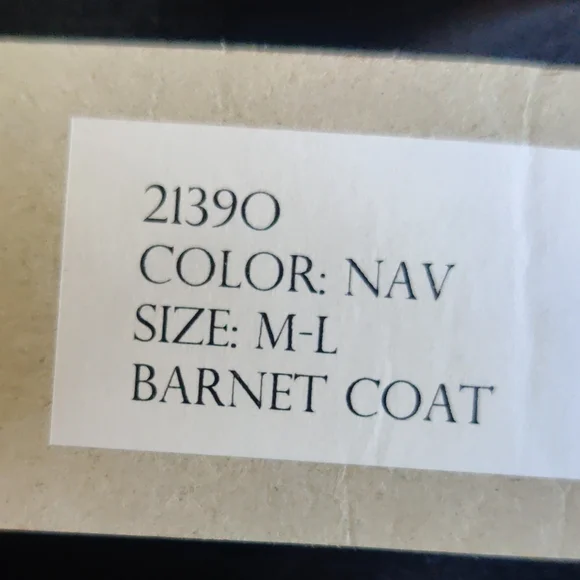 21390
COLOR: NAV
SIZE: M-L
BARNET COAT